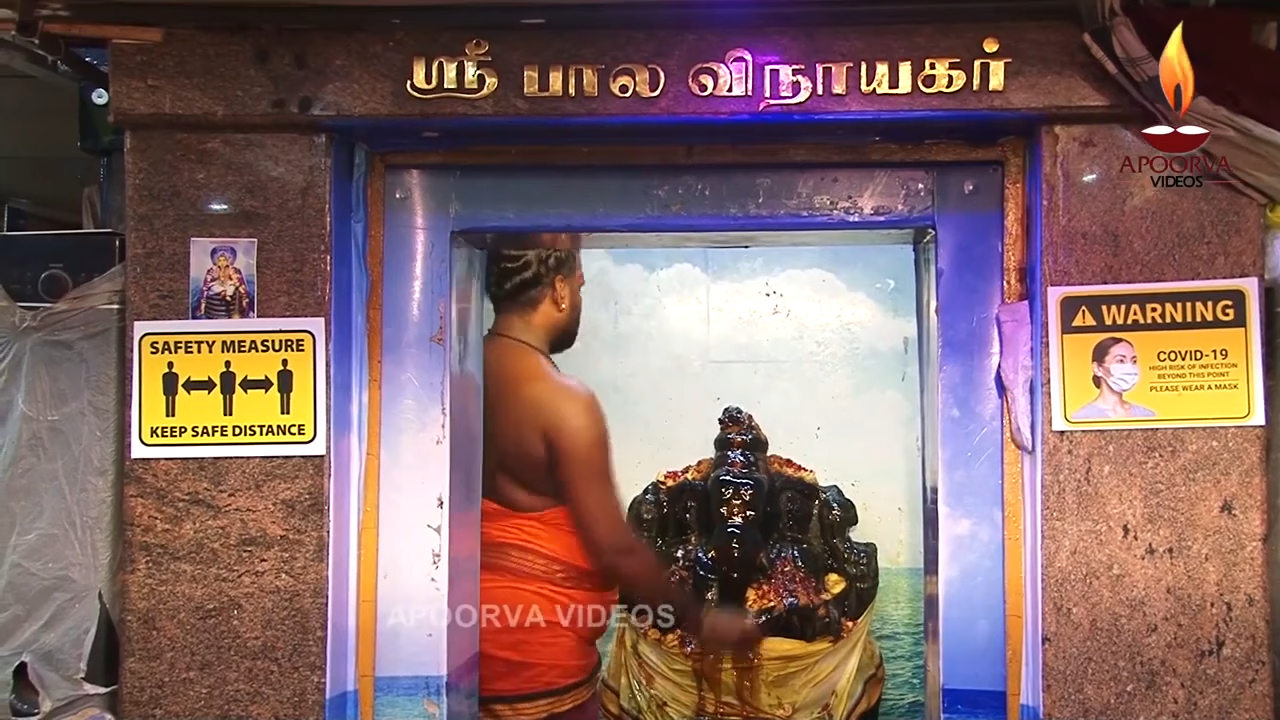 ஸ்ரீ பால விநாயகர்
APOORVA
VIDEOS
SAFETY MEASURE
KEEP SAFE DISTANCE
WARNING
COVID-19
HIGH RISK OF INFECTION
BEYOND THIS POINT
PLEASE WEAR A MASK
APOORVA VIDEOS